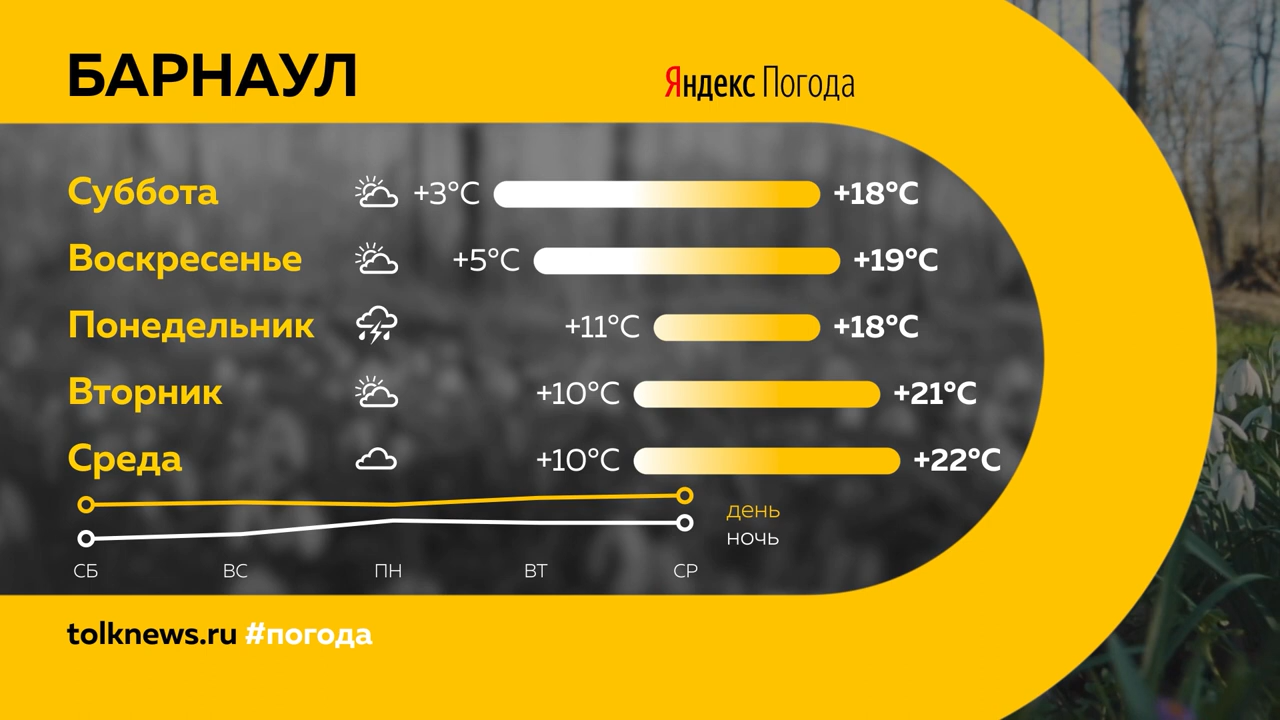 БАРНАУЛ
Яндекс Погода
Суббота +3°C +18°C
Воскресенье +5°C +19°C
Понедельник +11°C +18°C
Вторник +10°C +21°C
Среда +10°C +22°C
день
ночь
СБ ВС ПН ВТ СР
tolknews.ru #погода